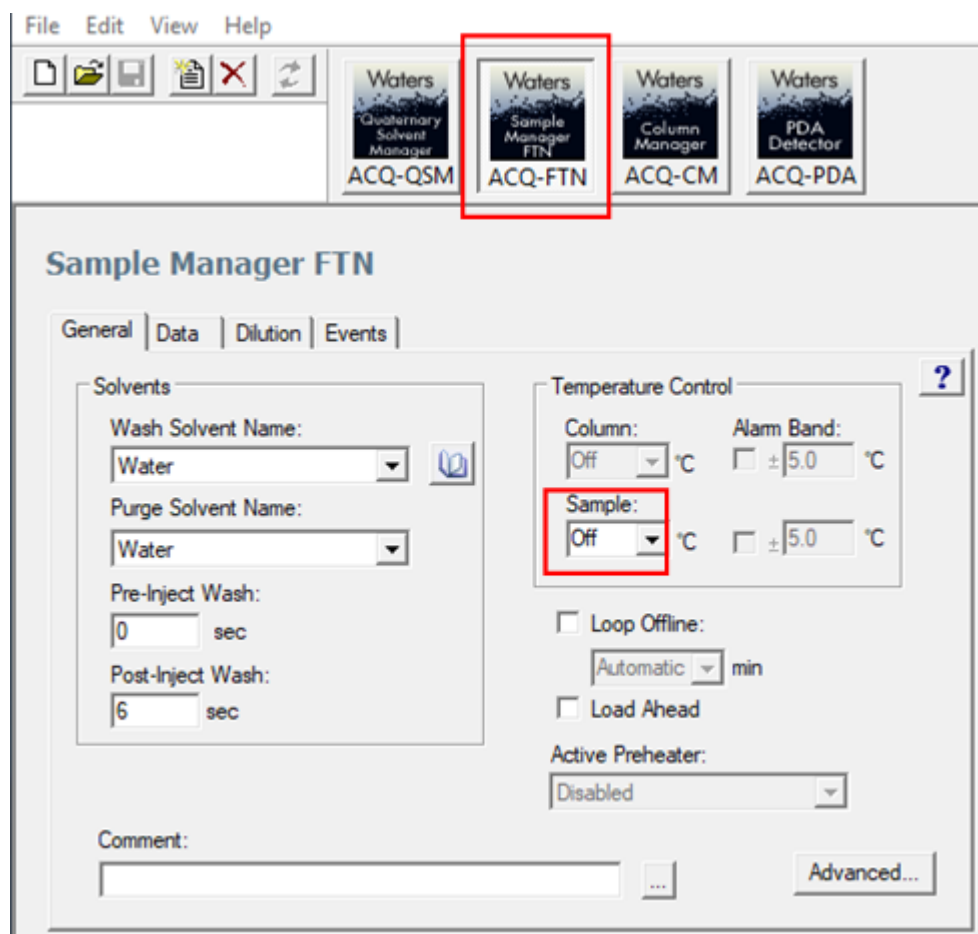 File Edit View Help
Waters
Quaternary
Solvent
Manager
ACQ-QSM
Waters
Sample
Manager
FTN
ACQ-FTN
Waters
Column
Manager
ACQ-CM
Waters
PDA
Detector
ACQ-PDA
Sample Manager FTN
General Data Dilution Events
?
Solvents
Wash Solvent Name:
Water
Purge Solvent Name:
Water
Pre-Inject Wash:
0 sec
Post-Inject Wash:
6 sec
Temperature Control
Column: Alarm Band:
Off °C ± 5.0 °C
Sample:
Off °C ± 5.0 °C
Loop Offline:
Automatic min
Load Ahead
Active Preheater:
Disabled
Comment:
...
Advanced...